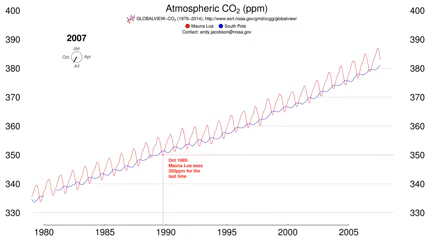 Atmospheric CO2 (ppm)
GLOBALVIEW-CO2 (1979-2014); http://www.esrl.noaa.gov/gmd/ccgg/globalview/
Mauna Loa South Pole
Contact: andy.jacobson@noaa.gov
2007
Jan
Oct Apr
Jul
400 400
390 390
380 380
370 370
360 360
350 350
340 340
330 330
Oct 1989:
Mauna Loa sees
350ppm for the
last time
1980 1985 1990 1995 2000 2005